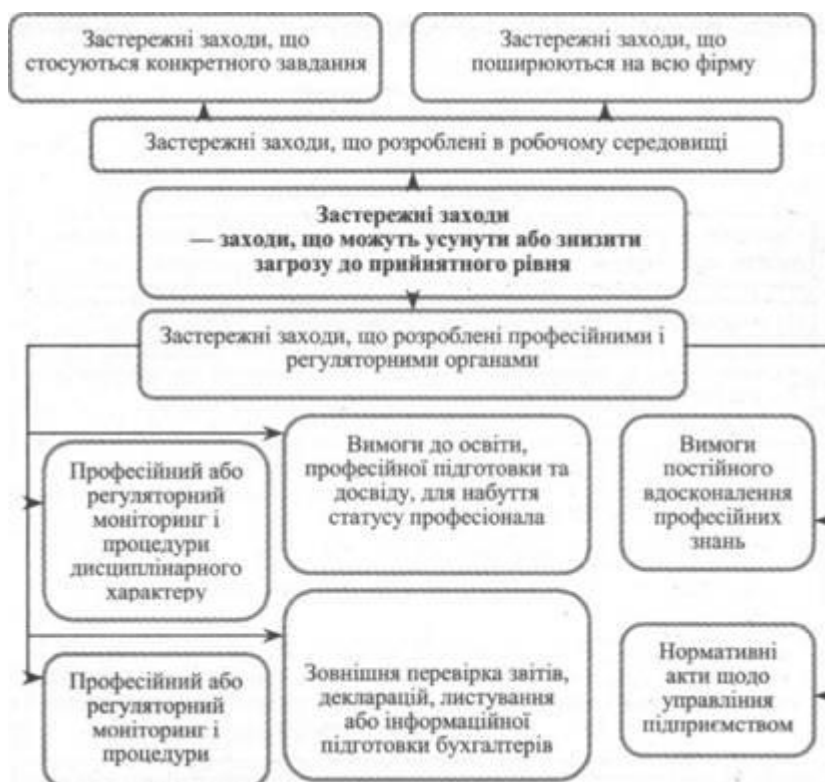 Застережні заходи, що
стосуються конкретного завдання
Застережні заходи, що
поширюються на всю фірму
Застережні заходи, що розроблені в робочому середовищі
Застережні заходи
— заходи, що можуть усунути або знизити
загрозу до прийнятного рівня
Застережні заходи, що розроблені професійними і
регуляторними органами
Професійний або
регуляторний
моніторинг і
процедури
дисциплінарного
характеру
Вимоги до освіти,
професійної підготовки та
досвіду, для набуття
статусу професіонала
Вимоги
постійного
вдосконалення
професійних
знань
Професійний або
регуляторний
моніторинг і
процедури
Зовнішня перевірка звітів,
декларацій, листування
або інформаційної
підготовки бухгалтерів
Нормативні
акти щодо
управління
підприємством